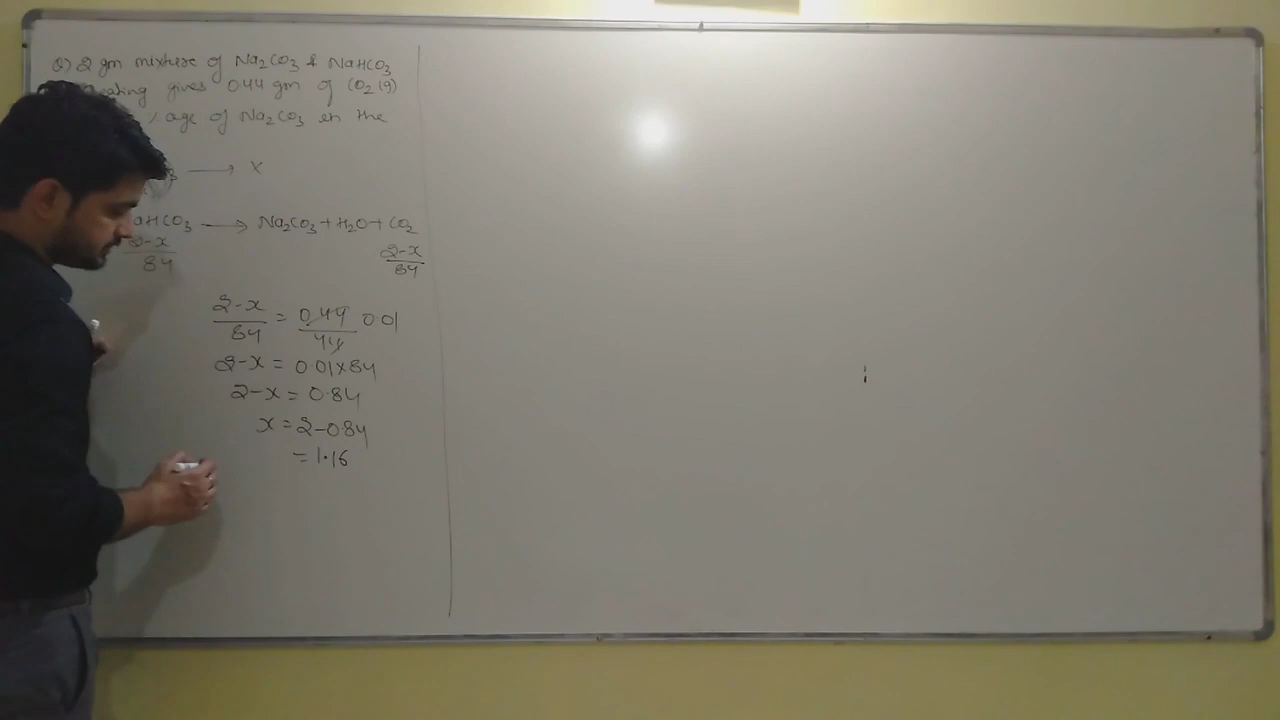 Q) 2 gm mixture of Na2CO3 & NaHCO3
heating gives 0.44 gm of CO2 (g)
age of Na2CO3 in the
3 ⟶ X
aHCO3 ⟶ Na2CO3 + H2O + CO2
2-x/84 2-x/84
2-x/84 = 0.44/44 0.01
2-x = 0.01x84
2-x = 0.84
x = 2-0.84
= 1.16